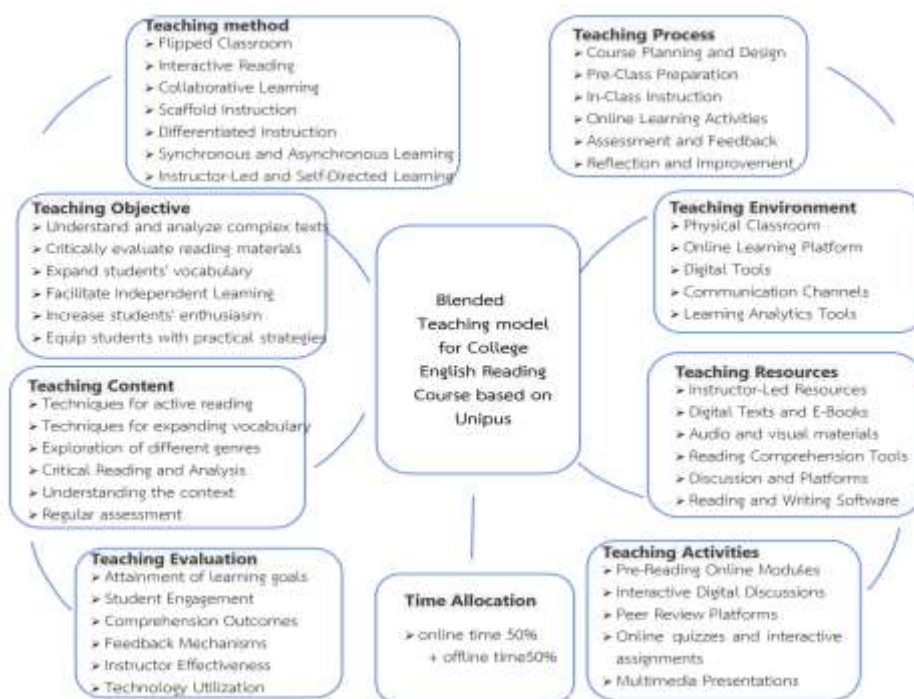 Teaching method
➤ Flipped Classroom
➤ Interactive Reading
➤ Collaborative Learning
➤ Scaffold Instruction
➤ Differentiated Instruction
➤ Synchronous and Asynchronous Learning
➤ Instructor-Led and Self-Directed Learning
Teaching Process
➤ Course Planning and Design
➤ Pre-Class Preparation
➤ In-Class Instruction
➤ Online Learning Activities
➤ Assessment and Feedback
➤ Reflection and Improvement
Teaching Objective
➤ Understand and analyze complex texts
➤ Critically evaluate reading materials
➤ Expand students' vocabulary
➤ Facilitate Independent Learning
➤ Increase students' enthusiasm
➤ Equip students with practical strategies
Blended
Teaching model
for College
English Reading
Course based on
Unipus
Teaching Environment
➤ Physical Classroom
➤ Online Learning Platform
➤ Digital Tools
➤ Communication Channels
➤ Learning Analytics Tools
Teaching Content
➤ Techniques for active reading
➤ Techniques for expanding vocabulary
➤ Exploration of different genres
➤ Critical Reading and Analysis
➤ Understanding the context
➤ Regular assessment
Teaching Resources
➤ Instructor-Led Resources
➤ Digital Texts and E-Books
➤ Audio and visual materials
➤ Reading Comprehension Tools
➤ Discussion and Platforms
➤ Reading and Writing Software
Teaching Evaluation
➤ Attainment of learning goals
➤ Student Engagement
➤ Comprehension Outcomes
➤ Feedback Mechanisms
➤ Instructor Effectiveness
➤ Technology Utilization
Time Allocation
➤ online time 50%
+ offline time50%
Teaching Activities
➤ Pre-Reading Online Modules
➤ Interactive Digital Discussions
➤ Peer Review Platforms
➤ Online quizzes and interactive
assignments
➤ Multimedia Presentations